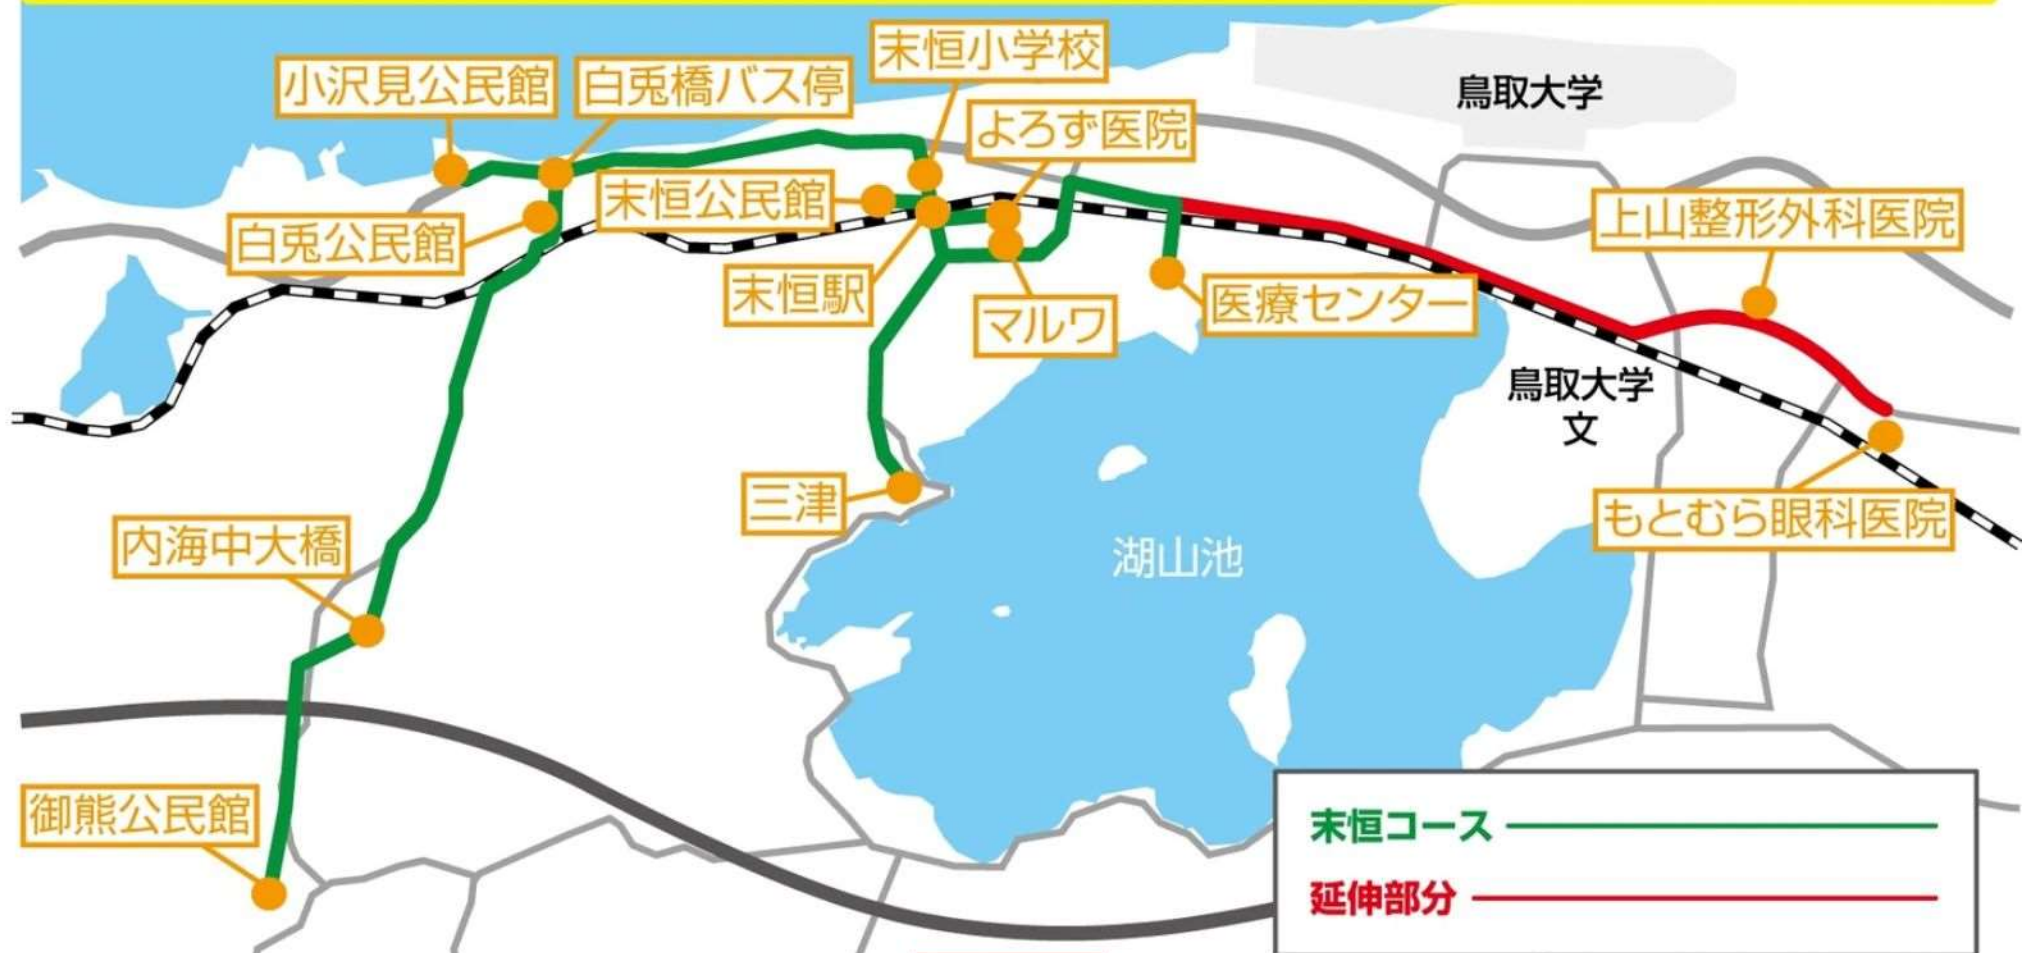 末恒小学校
小沢見公民館
白兎橋バス停
鳥取大学
よろず医院
末恒公民館
上山整形外科医院
白兎公民館
末恒駅
医療センター
マルワ
鳥取大学
文
三津
もとむら眼科医院
内海中大橋
湖山池
御熊公民館
末恒コース
延伸部分